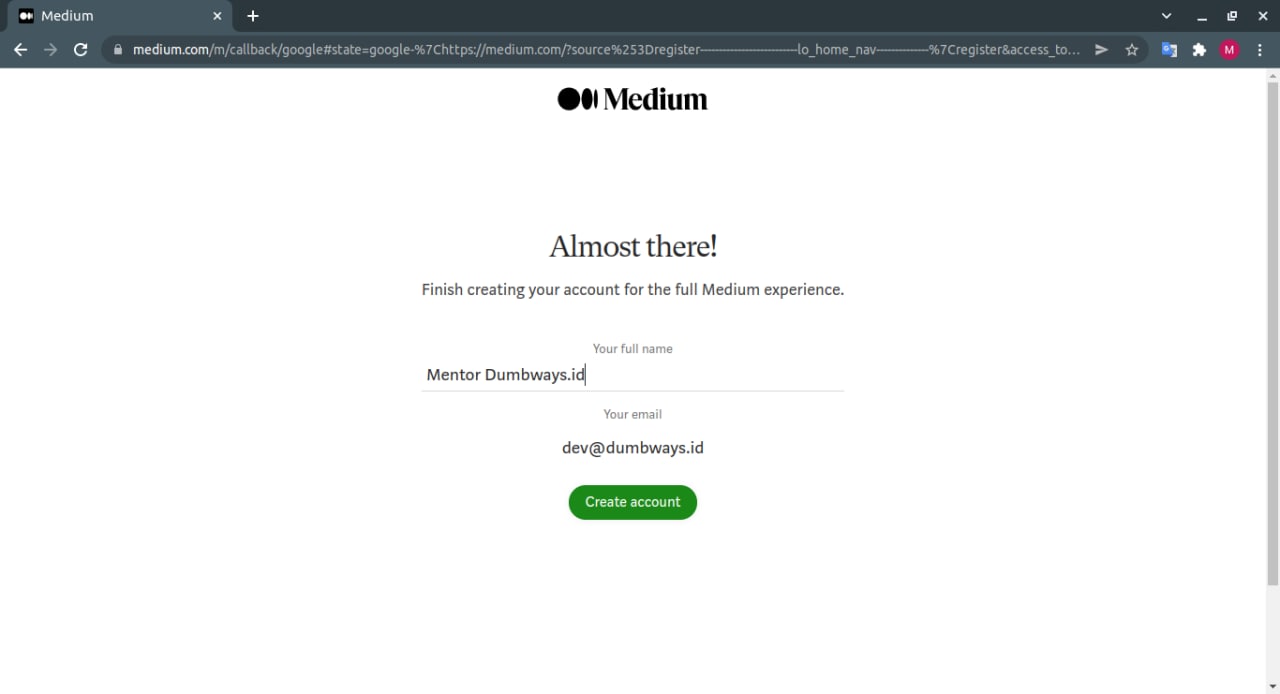 Medium
medium.com/m/callback/google#state=google-%7Chttps://medium.com/?source%253Dregister--------------------------lo_home_nav--------------%7Cregister&access_to...
M
Medium
Almost there!
Finish creating your account for the full Medium experience.
Your full name
Mentor Dumbways.id
Your email
dev@dumbways.id
Create account